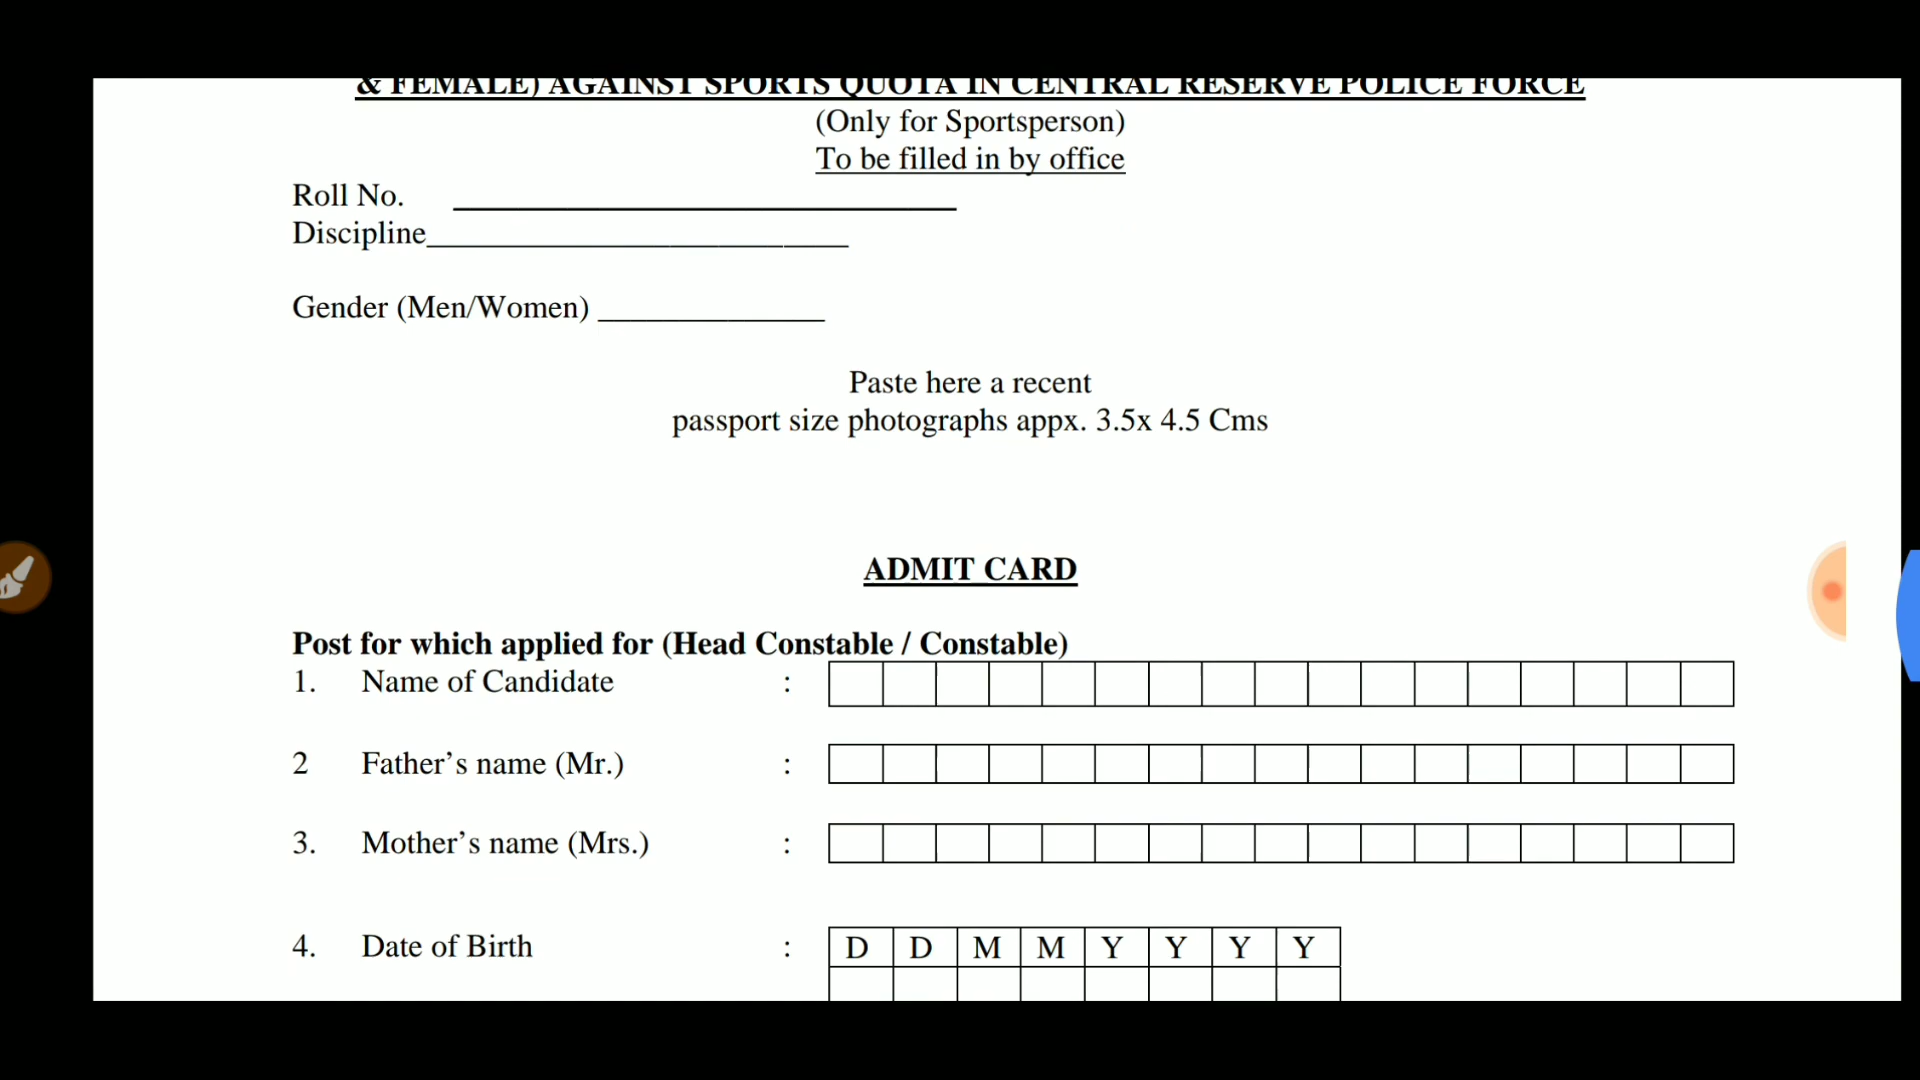 & FEMALE) AGAINST SPORTS QUOTA IN CENTRAL RESERVE POLICE FORCE
(Only for Sportsperson)
To be filled in by office
Roll No. ____________________
Discipline__________________________
Gender (Men/Women) ______________
Paste here a recent
passport size photographs appx. 3.5x 4.5 Cms
ADMIT CARD
Post for which applied for (Head Constable / Constable)
1. Name of Candidate :
2 Father’s name (Mr.) :
3. Mother’s name (Mrs.) :
4. Date of Birth : D D M M Y Y Y Y